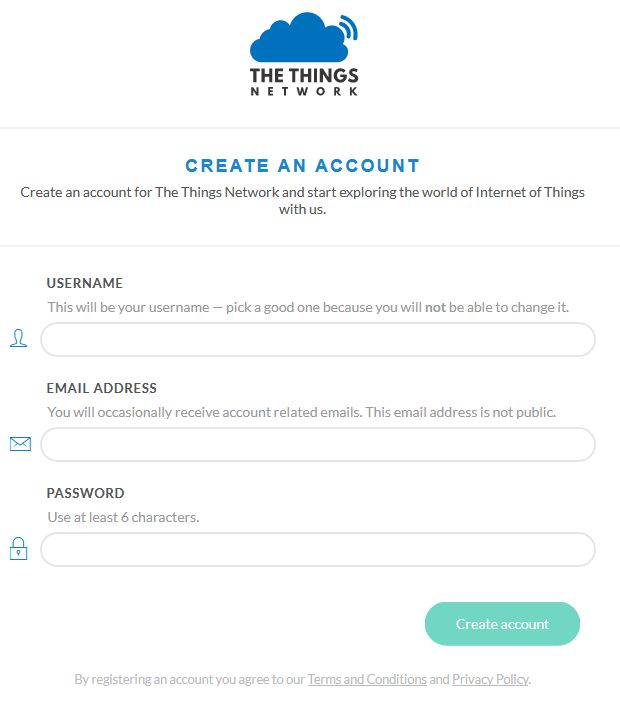 THE THINGS
NETWORK
CREATE AN ACCOUNT
Create an account for The Things Network and start exploring the world of Internet of Things
with us.
USERNAME
This will be your username — pick a good one because you will not be able to change it.
EMAIL ADDRESS
You will occasionally receive account related emails. This email address is not public.
PASSWORD
Use at least 6 characters.
Create account
By registering an account you agree to our Terms and Conditions and Privacy Policy.